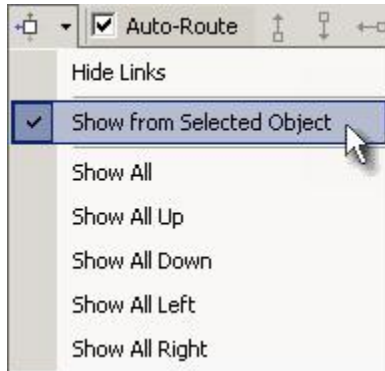 Auto-Route
Hide Links
Show from Selected Object
Show All
Show All Up
Show All Down
Show All Left
Show All Right